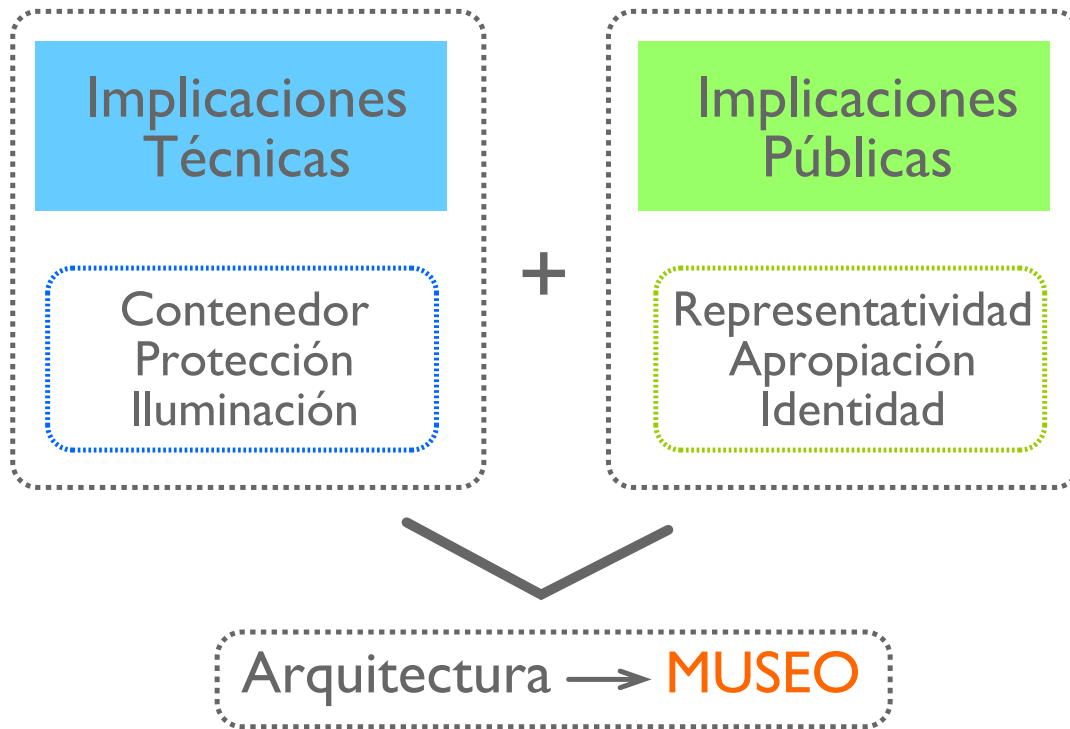 Implicaciones
Técnicas
Contenedor
Protección
Iluminación
+
Implicaciones
Públicas
Representatividad
Apropiación
Identidad
Arquitectura → MUSEO